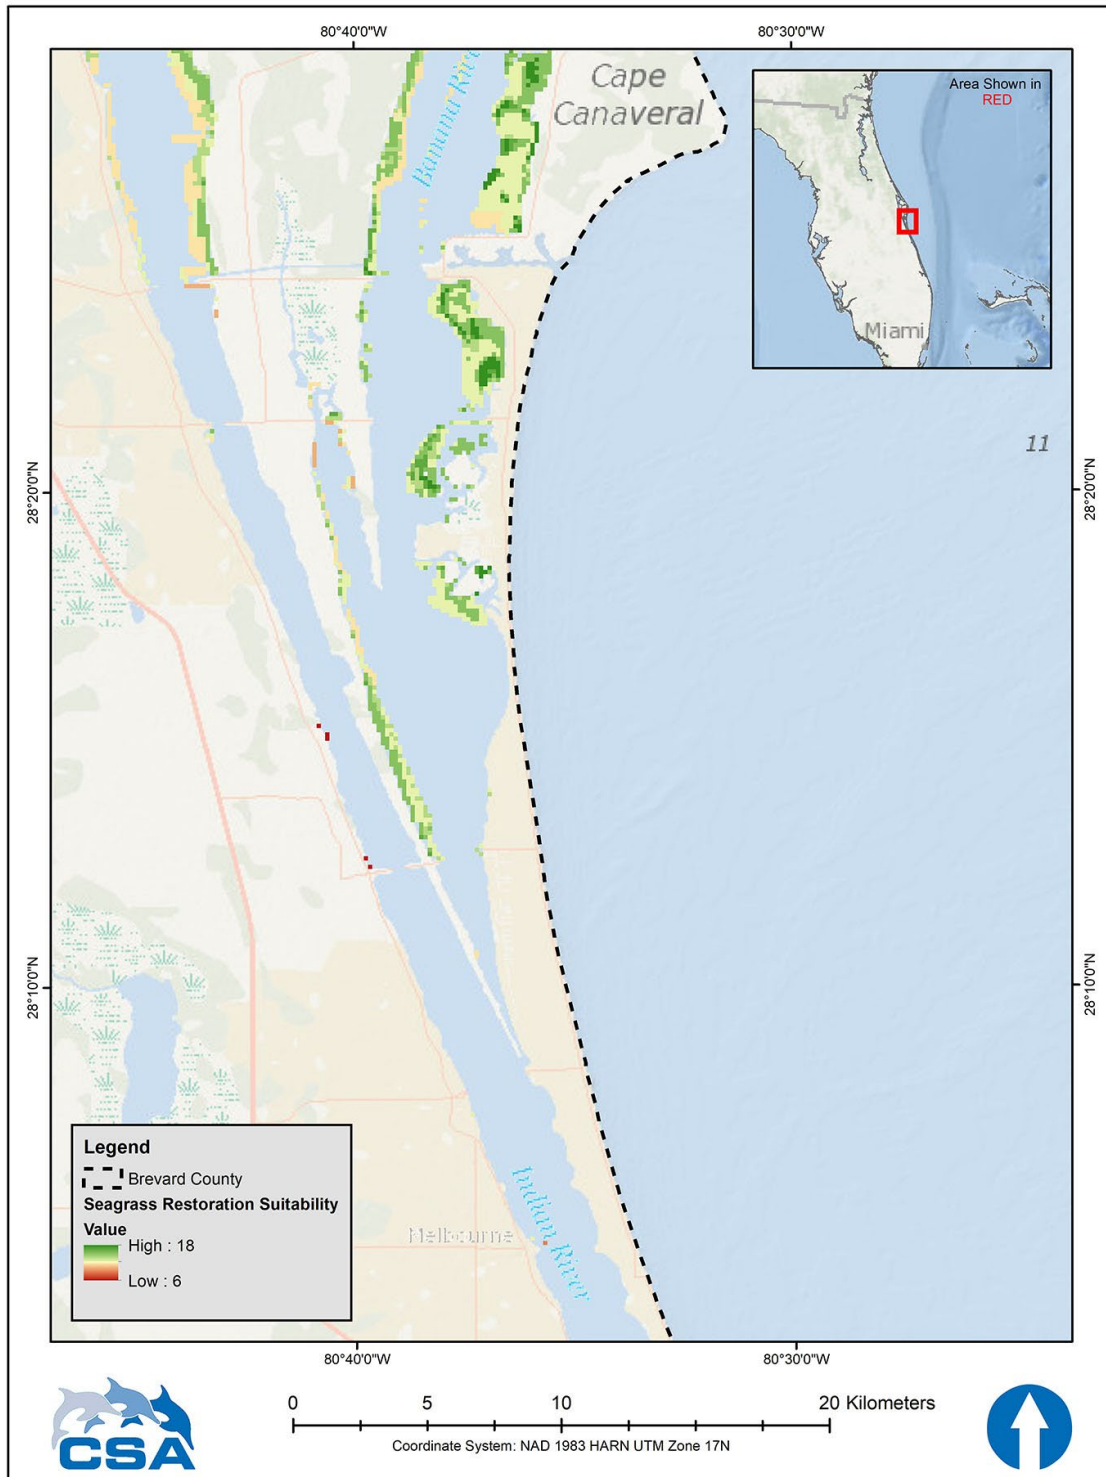 80°40'0"W
80°30'0"W
Cape
Canaveral
Banana Rive
Area Shown in
RED
Miami
11
28°20'0"N
28°20'0"N
28°10'0"N
28°10'0"N
Legend
Brevard County
Seagrass Restoration Suitability
Value
High : 18
Low : 6
Melbourne
Indian River
80°40'0"W
80°30'0"W
0 5 10 20 Kilometers
Coordinate System: NAD 1983 HARN UTM Zone 17N
CSA